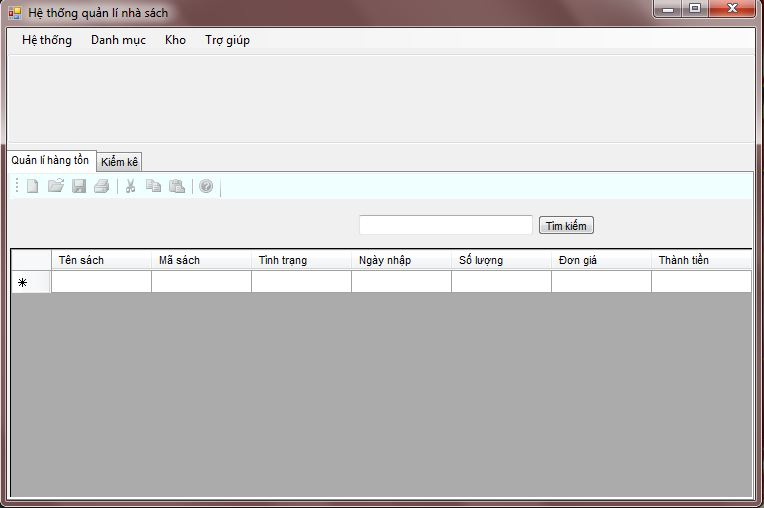 Hệ thống quản lí nhà sách
Hệ thống Danh mục Kho Trợ giúp
Quản lí hàng tồn Kiểm kê
Tìm kiếm
Tên sách Mã sách Tình trạng Ngày nhập Số lượng Đơn giá Thành tiền